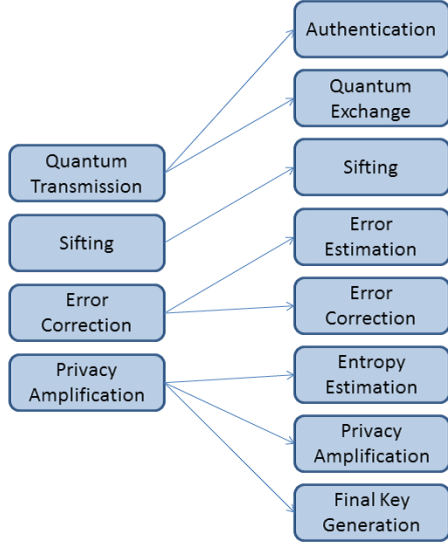 Quantum
Transmission
Sifting
Error
Correction
Privacy
Amplification
Authentication
Quantum
Exchange
Sifting
Error
Estimation
Error
Correction
Entropy
Estimation
Privacy
Amplification
Final Key
Generation